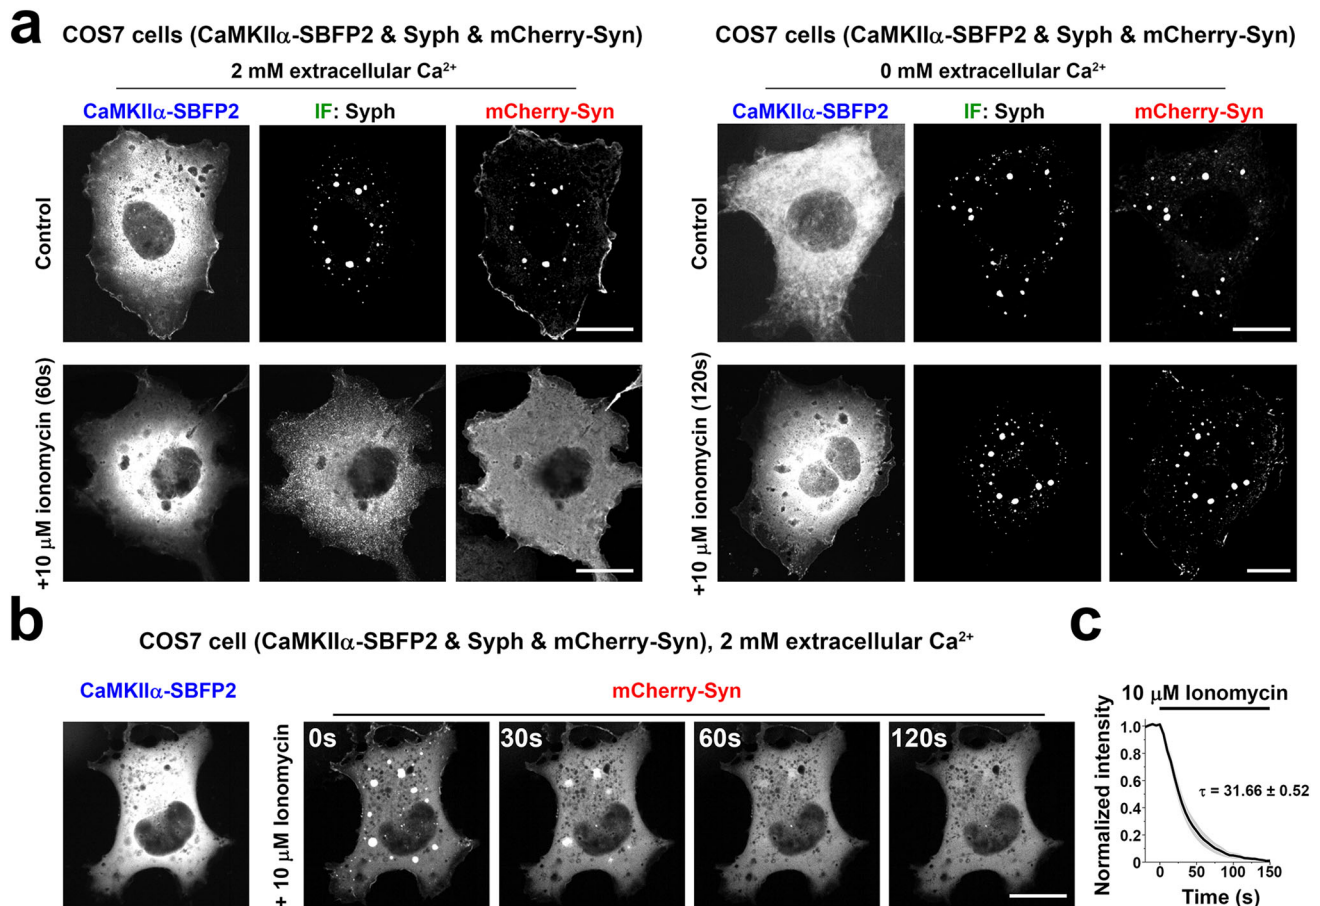 a
COS7 cells (CaMKIIα-SBFP2 & Syph & mCherry-Syn)
2 mM extracellular Ca²⁺
CaMKIIα-SBFP2 IF: Syph mCherry-Syn
Control
+10 µM ionomycin (60s)
COS7 cells (CaMKIIα-SBFP2 & Syph & mCherry-Syn)
0 mM extracellular Ca²⁺
CaMKIIα-SBFP2 IF: Syph mCherry-Syn
Control
+10 µM ionomycin (120s)
b
COS7 cell (CaMKIIα-SBFP2 & Syph & mCherry-Syn), 2 mM extracellular Ca²⁺
CaMKIIα-SBFP2 mCherry-Syn
+ 10 µM Ionomycin
0s 30s 60s 120s
c
10 µM Ionomycin
Normalized intensity
1.0
0.8
0.6
0.4
0.2
0
τ = 31.66 ± 0.52
0 50 100 150
Time (s)